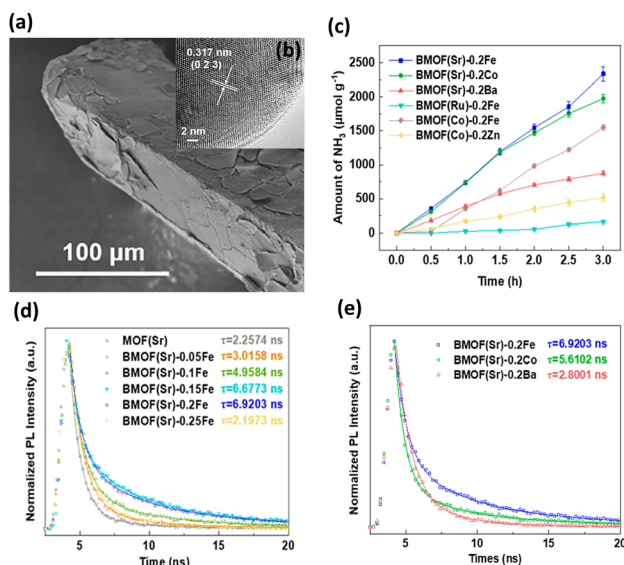 (a)
(b)
0.317 nm
(0 2 3)
2 nm
100 μm
(c)
Amount of NH3 (μmol g-1)
2500
2000
1500
1000
500
0
BMOF(Sr)-0.2Fe
BMOF(Sr)-0.2Co
BMOF(Sr)-0.2Ba
BMOF(Ru)-0.2Fe
BMOF(Co)-0.2Fe
BMOF(Co)-0.2Zn
0.0 0.5 1.0 1.5 2.0 2.5 3.0
Time (h)
(d)
Normalized PL Intensity (a.u.)
MOF(Sr) τ=2.2574 ns
BMOF(Sr)-0.05Fe τ=3.0158 ns
BMOF(Sr)-0.1Fe τ=4.9584 ns
BMOF(Sr)-0.15Fe τ=6.6773 ns
BMOF(Sr)-0.2Fe τ=6.9203 ns
BMOF(Sr)-0.25Fe τ=2.1973 ns
5 10 15 20
Time (ns)
(e)
Normalized PL Intensity (a.u.)
BMOF(Sr)-0.2Fe τ=6.9203 ns
BMOF(Sr)-0.2Co τ=5.6102 ns
BMOF(Sr)-0.2Ba τ=2.8001 ns
5 10 15 20
Times (ns)